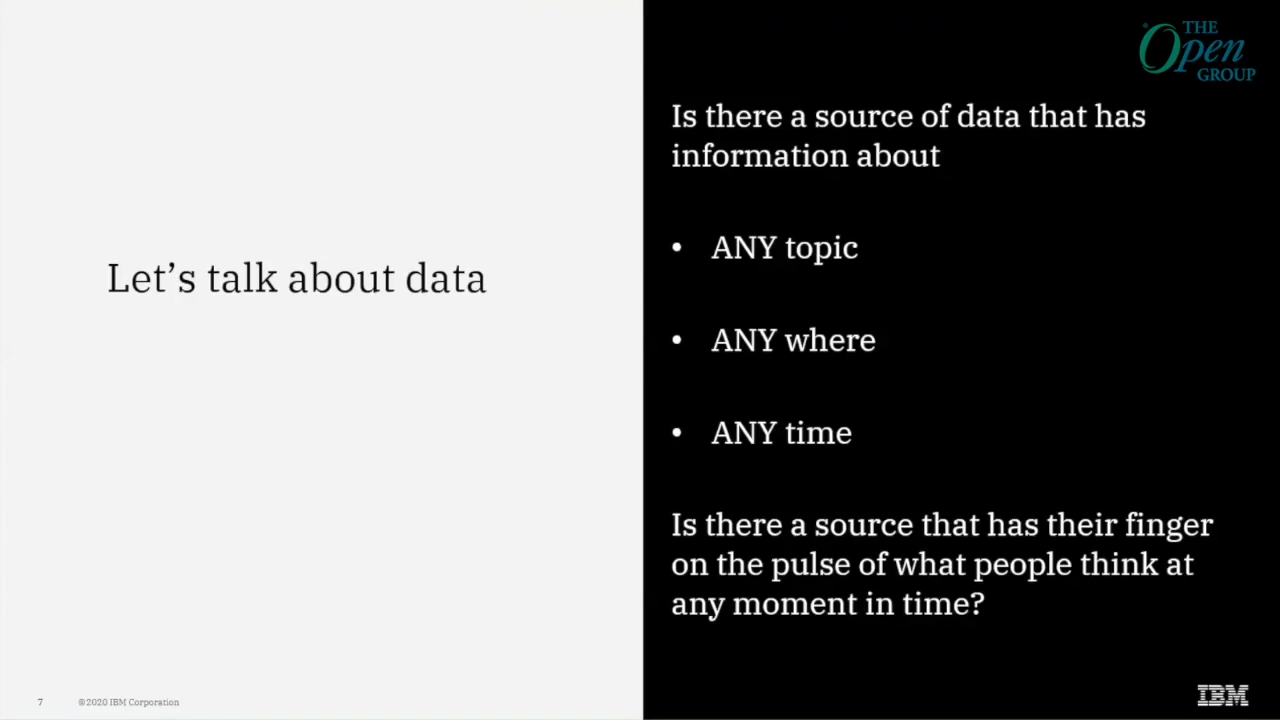 THE
Open
GROUP
Let’s talk about data
Is there a source of data that has
information about
• ANY topic
• ANY where
• ANY time
Is there a source that has their finger
on the pulse of what people think at
any moment in time?
7 ©2020 IBM Corporation
IBM